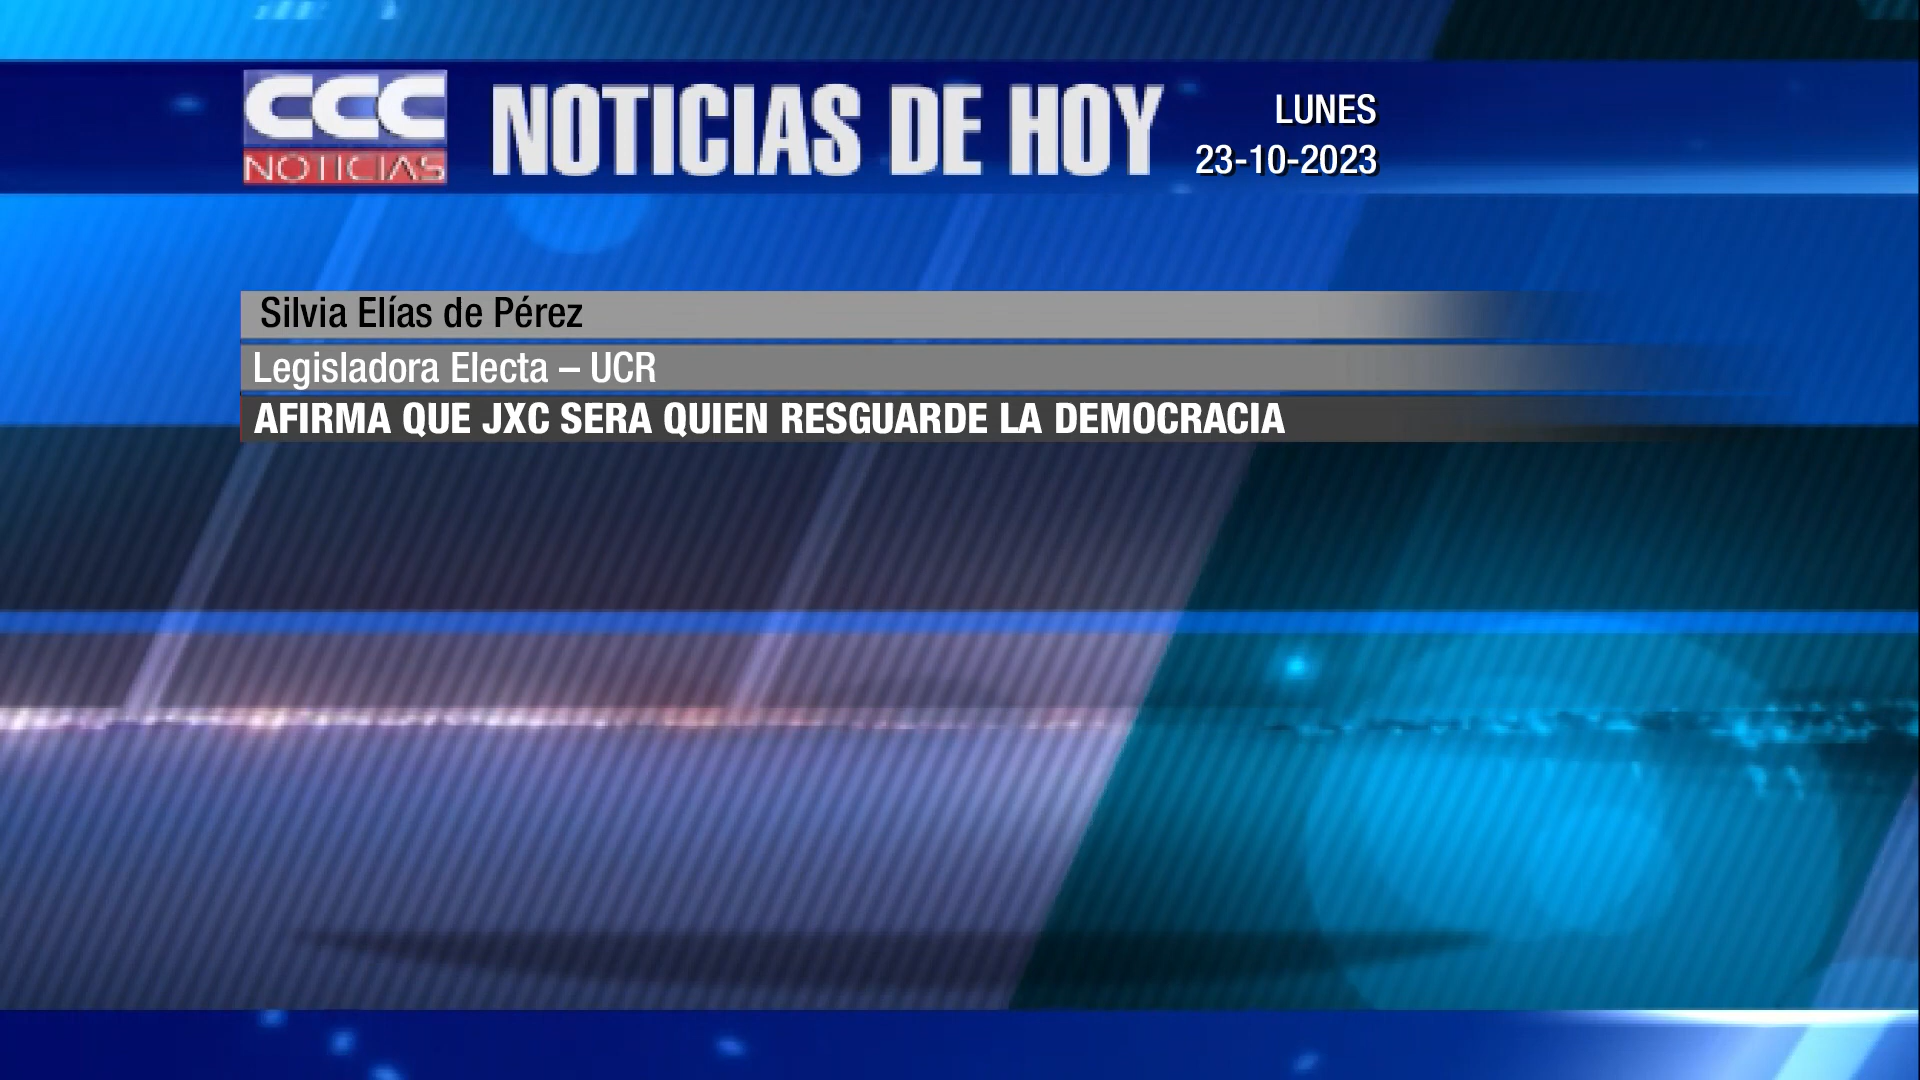 CCC
NOTICIAS
NOTICIAS DE HOY
LUNES
23-10-2023
Silvia Elías de Pérez
Legisladora Electa – UCR
AFIRMA QUE JXC SERA QUIEN RESGUARDE LA DEMOCRACIA